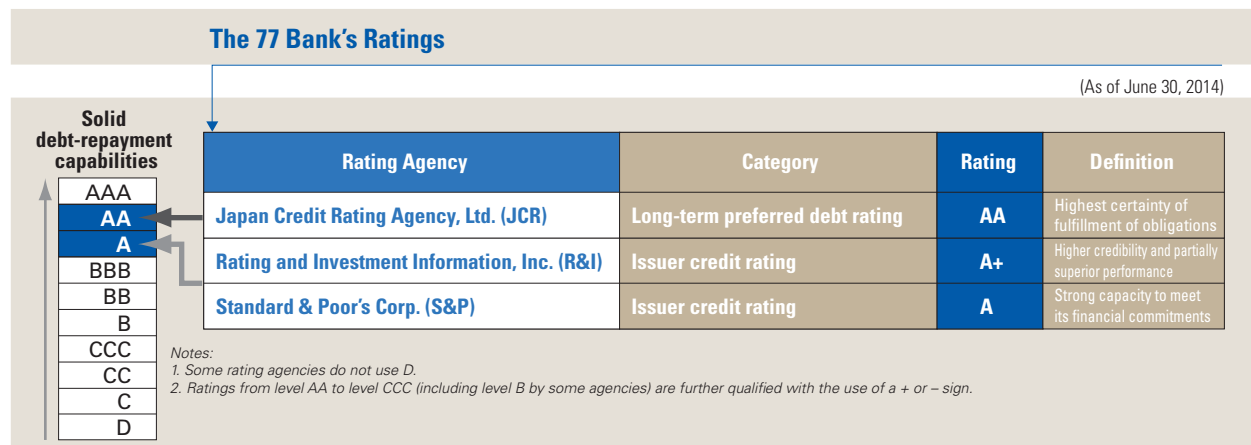 The 77 Bank's Ratings
(As of June 30, 2014)
Solid
debt-repayment
capabilities
AAA
AA
A
BBB
BB
B
CCC
CC
C
D
Rating Agency Category Rating Definition
Japan Credit Rating Agency, Ltd. (JCR) Long-term preferred debt rating AA Highest certainty of
fulfillment of obligations
Rating and Investment Information, Inc. (R&I) Issuer credit rating A+ Higher credibility and partially
superior performance
Standard & Poor's Corp. (S&P) Issuer credit rating A Strong capacity to meet
its financial commitments
Notes:
1. Some rating agencies do not use D.
2. Ratings from level AA to level CCC (including level B by some agencies) are further qualified with the use of a + or – sign.